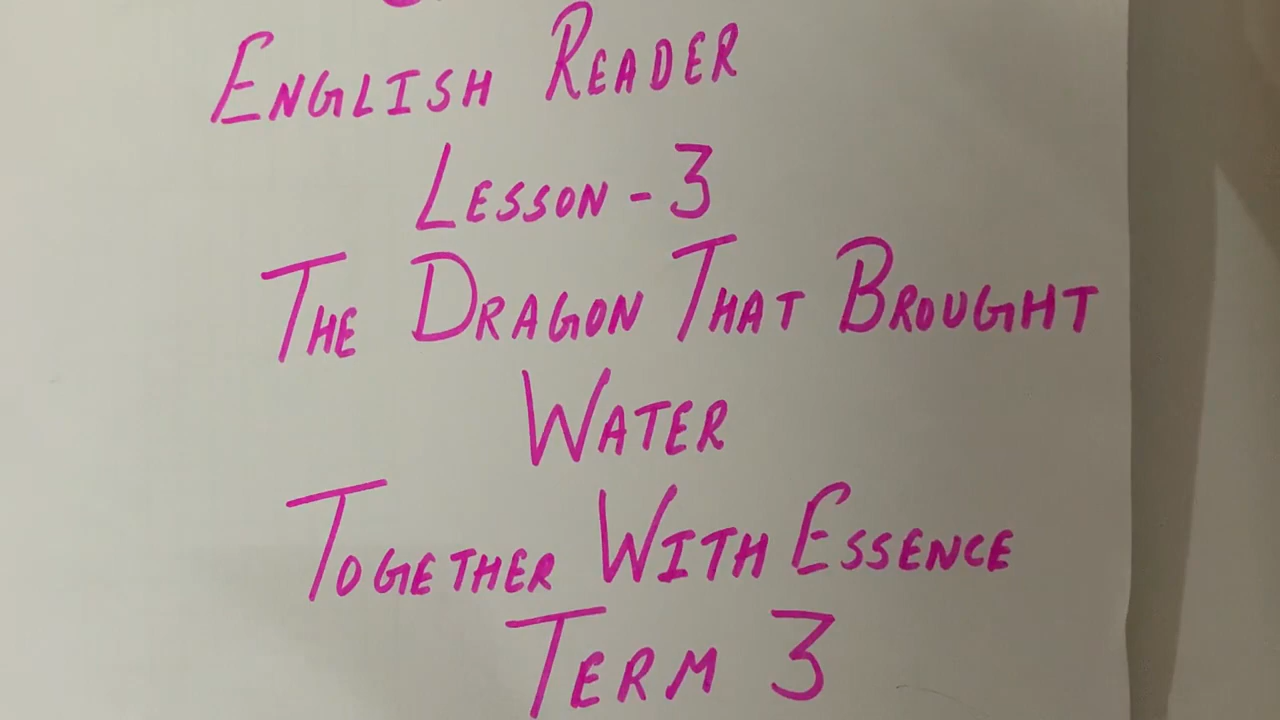 ENGLISH READER
LESSON - 3
THE DRAGON THAT BROUGHT
WATER
TOGETHER WITH ESSENCE
TERM 3